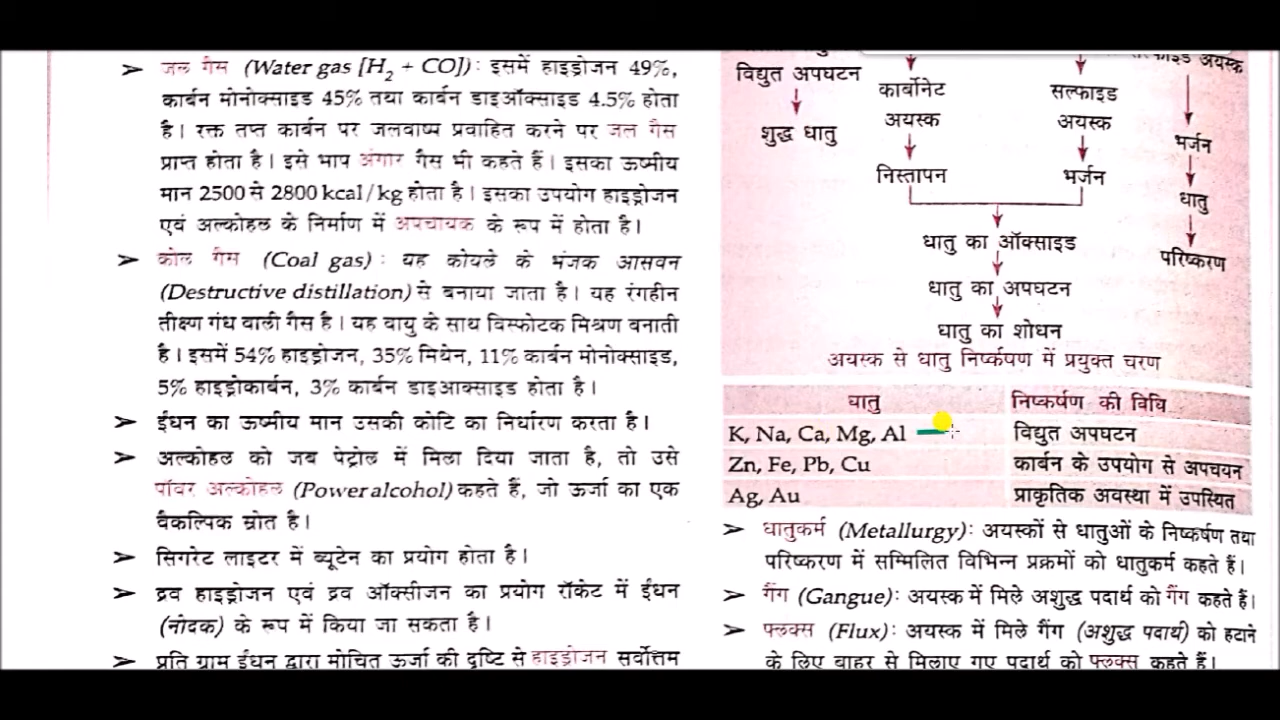 ➢ जल गैस (Water gas [H₂ + CO]): इसमें हाइड्रोजन 49%,
कार्बन मोनोक्साइड 45% तथा कार्बन डाइऑक्साइड 4.5% होता
है। रक्त तप्त कार्बन पर जलवाष्प प्रवाहित करने पर जल गैस
प्राप्त होता है। इसे भाप अंगार गैस भी कहते हैं। इसका ऊष्मीय
मान 2500 से 2800 kcal/kg होता है। इसका उपयोग हाइड्रोजन
एवं अल्कोहल के निर्माण में अपचायक के रूप में होता है।
➢ कोल गैस (Coal gas) : यह कोयले के भंजक आसवन
(Destructive distillation) से बनाया जाता है। यह रंगहीन
तीक्ष्ण गंध वाली गैस है। यह वायु के साथ विस्फोटक मिश्रण बनाती
है। इसमें 54% हाइड्रोजन, 35% मिथेन, 11% कार्बन मोनोक्साइड,
5% हाइड्रोकार्बन, 3% कार्बन डाइआक्साइड होता है।
➢ ईंधन का ऊष्मीय मान उसकी कोटि का निर्धारण करता है।
➢ अल्कोहल को जब पेट्रोल में मिला दिया जाता है, तो उसे
पॉवर अल्कोहल (Power alcohol) कहते हैं, जो ऊर्जा का एक
वैकल्पिक स्रोत है।
➢ सिगरेट लाइटर में ब्यूटेन का प्रयोग होता है।
➢ द्रव हाइड्रोजन एवं द्रव ऑक्सीजन का प्रयोग रॉकेट में ईंधन
(नोदक) के रूप में किया जा सकता है।
➢ प्रति ग्राम ईंधन द्वारा मोचित ऊर्जा की दृष्टि से हाइड्रोजन सर्वोत्तम
विद्युत अपघटन
शुद्ध धातु
कार्बोनेट
अयस्क
निस्तापन
सल्फाइड
अयस्क
भर्जन
अयस्क
भर्जन
धातु
परिष्करण
धातु का ऑक्साइड
धातु का अपघटन
धातु का शोधन
अयस्क से धातु निर्ष्कपण में प्रयुक्त चरण
धातु निष्कर्षण की विधि
K, Na, Ca, Mg, Al विद्युत अपघटन
Zn, Fe, Pb, Cu कार्बन के उपयोग से अपचयन
Ag, Au प्राकृतिक अवस्था में उपस्थित
➢ धातुकर्म (Metallurgy): अयस्कों से धातुओं के निष्कर्षण तथा
परिष्करण में सम्मिलित विभिन्न प्रक्रमों को धातुकर्म कहते हैं।
➢ गैंग (Gangue): अयस्क में मिले अशुद्ध पदार्थ को गैंग कहते हैं।
➢ फ्लक्स (Flux): अयस्क में मिले गैंग (अशुद्ध पदार्थ) को हटाने
के लिए बाहर से मिलाए गए पदार्थ को फ्लक्स कहते हैं।